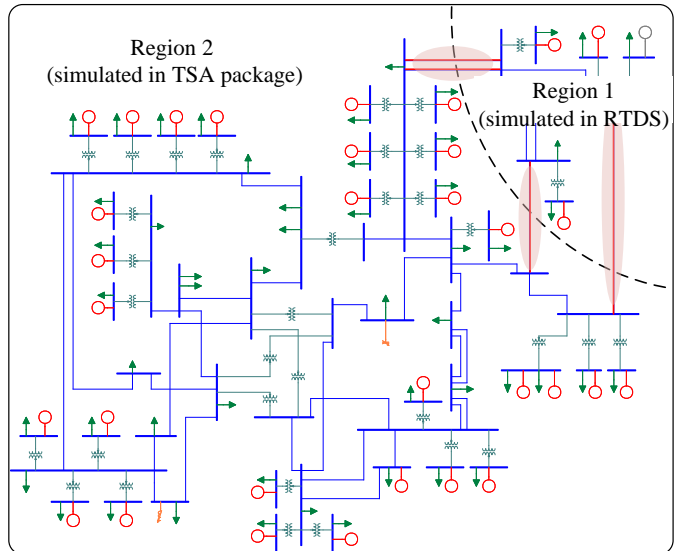 Region 2
(simulated in TSA package)
Region 1
(simulated in RTDS)